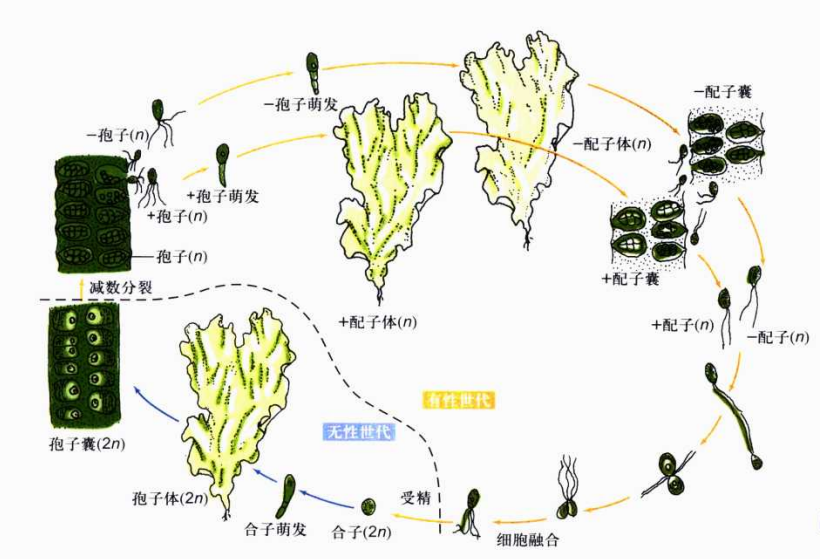 −孢子萌发
−配子囊
−孢子(n)
−配子体(n)
+孢子萌发
+孢子(n)
孢子(n)
+配子囊
减数分裂
+配子体(n)
+配子(n)
−配子(n)
有性世代
无性世代
孢子囊(2n)
孢子体(2n)
受精
合子萌发
合子(2n)
细胞融合